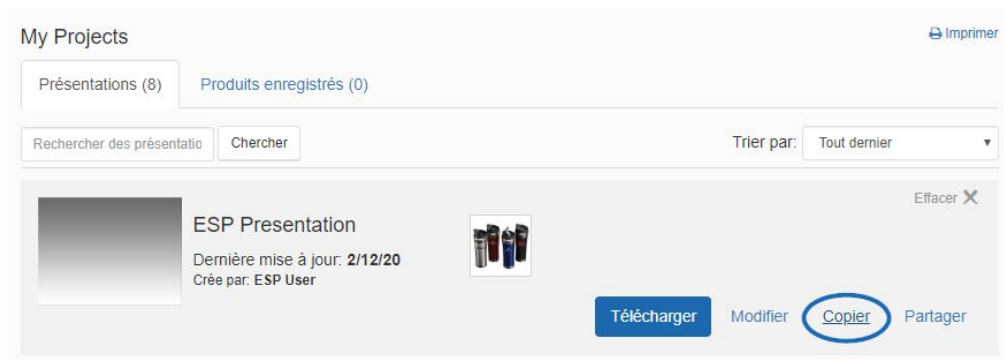 My Projects
Imprimer
Présentations (8)
Produits enregistrés (0)
Rechercher des présentatio
Chercher
Trier par:
Tout dernier
Effacer
ESP Presentation
Dernière mise à jour: 2/12/20
Crée par: ESP User
Télécharger
Modifier
Copier
Partager